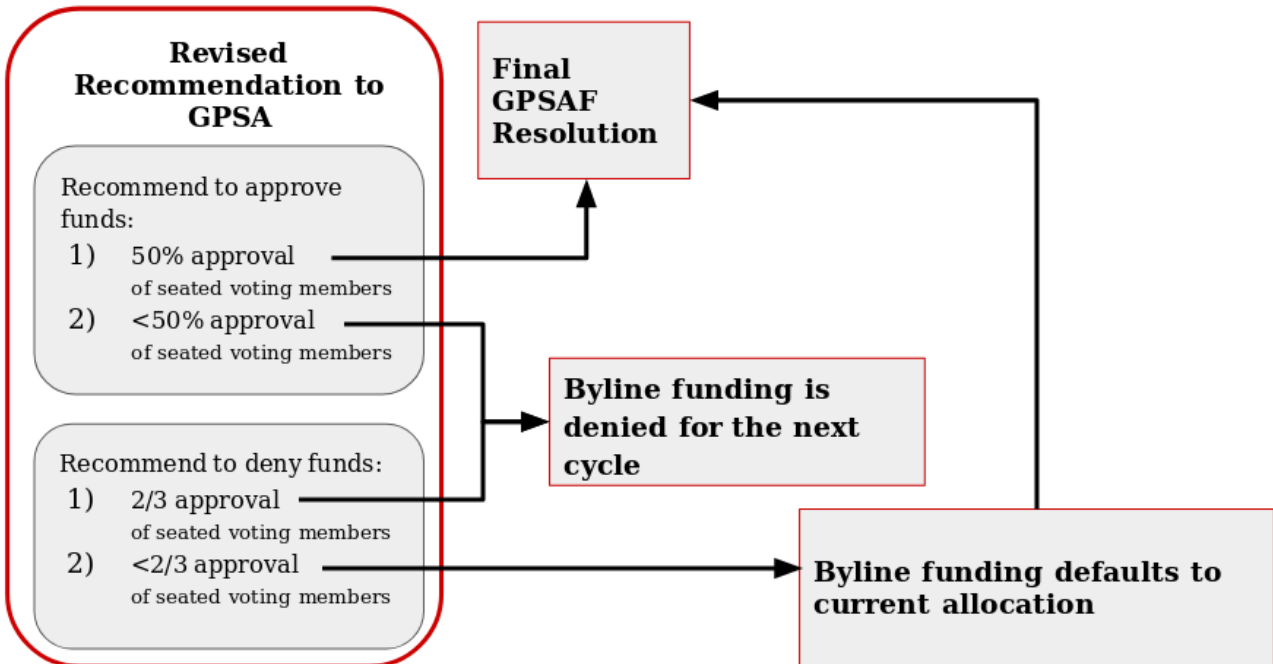 Revised
Recommendation to
GPSA
Recommend to approve
funds:
1) 50% approval
of seated voting members
2) <50% approval
of seated voting members
Recommend to deny funds:
1) 2/3 approval
of seated voting members
2) <2/3 approval
of seated voting members
Final
GPSAF
Resolution
Byline funding is
denied for the next
cycle
Byline funding defaults to
current allocation